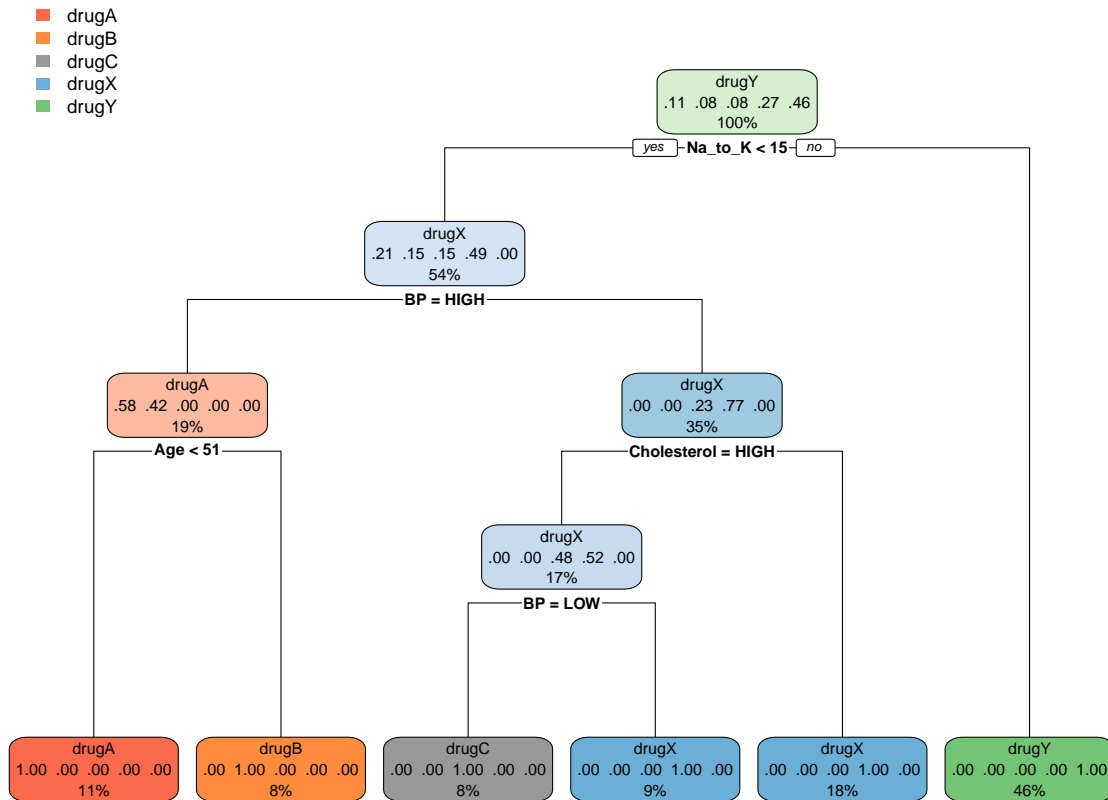 drugA
drugB
drugC
drugX
drugY
drugY
.11 .08 .08 .27 .46
100%
yes Na_to_K < 15 no
drugX
.21 .15 .15 .49 .00
54%
BP = HIGH
drugA
.58 .42 .00 .00 .00
19%
Age < 51
drugX
.00 .00 .23 .77 .00
35%
Cholesterol = HIGH
drugX
.00 .00 .48 .52 .00
17%
BP = LOW
drugA
1.00 .00 .00 .00 .00
11%
drugB
.00 1.00 .00 .00 .00
8%
drugC
.00 .00 1.00 .00 .00
8%
drugX
.00 .00 .00 1.00 .00
9%
drugX
.00 .00 .00 1.00 .00
18%
drugY
.00 .00 .00 .00 1.00
46%